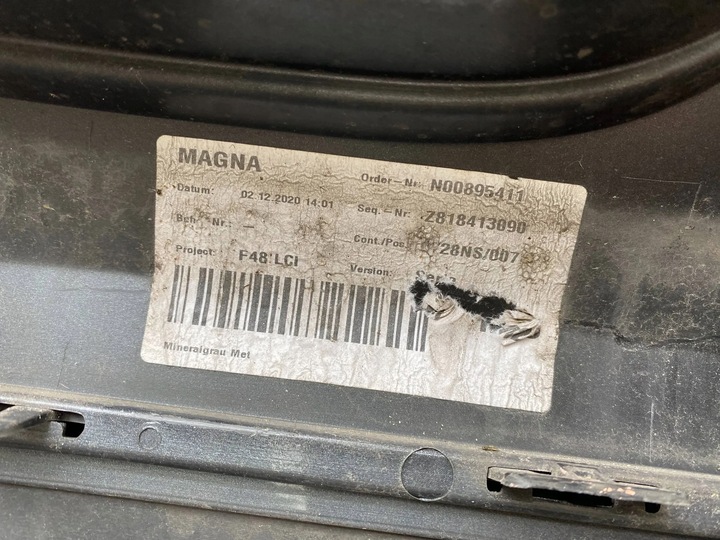 MAGNA
Order-Nr: N00895411
Datum: 02.12.2020 14:01 Seq.-Nr: Z818413090
Bch-Nr: - Cont./Pos: /28NS/007
Project: F48 LCI Version:
Mineralgrau Met